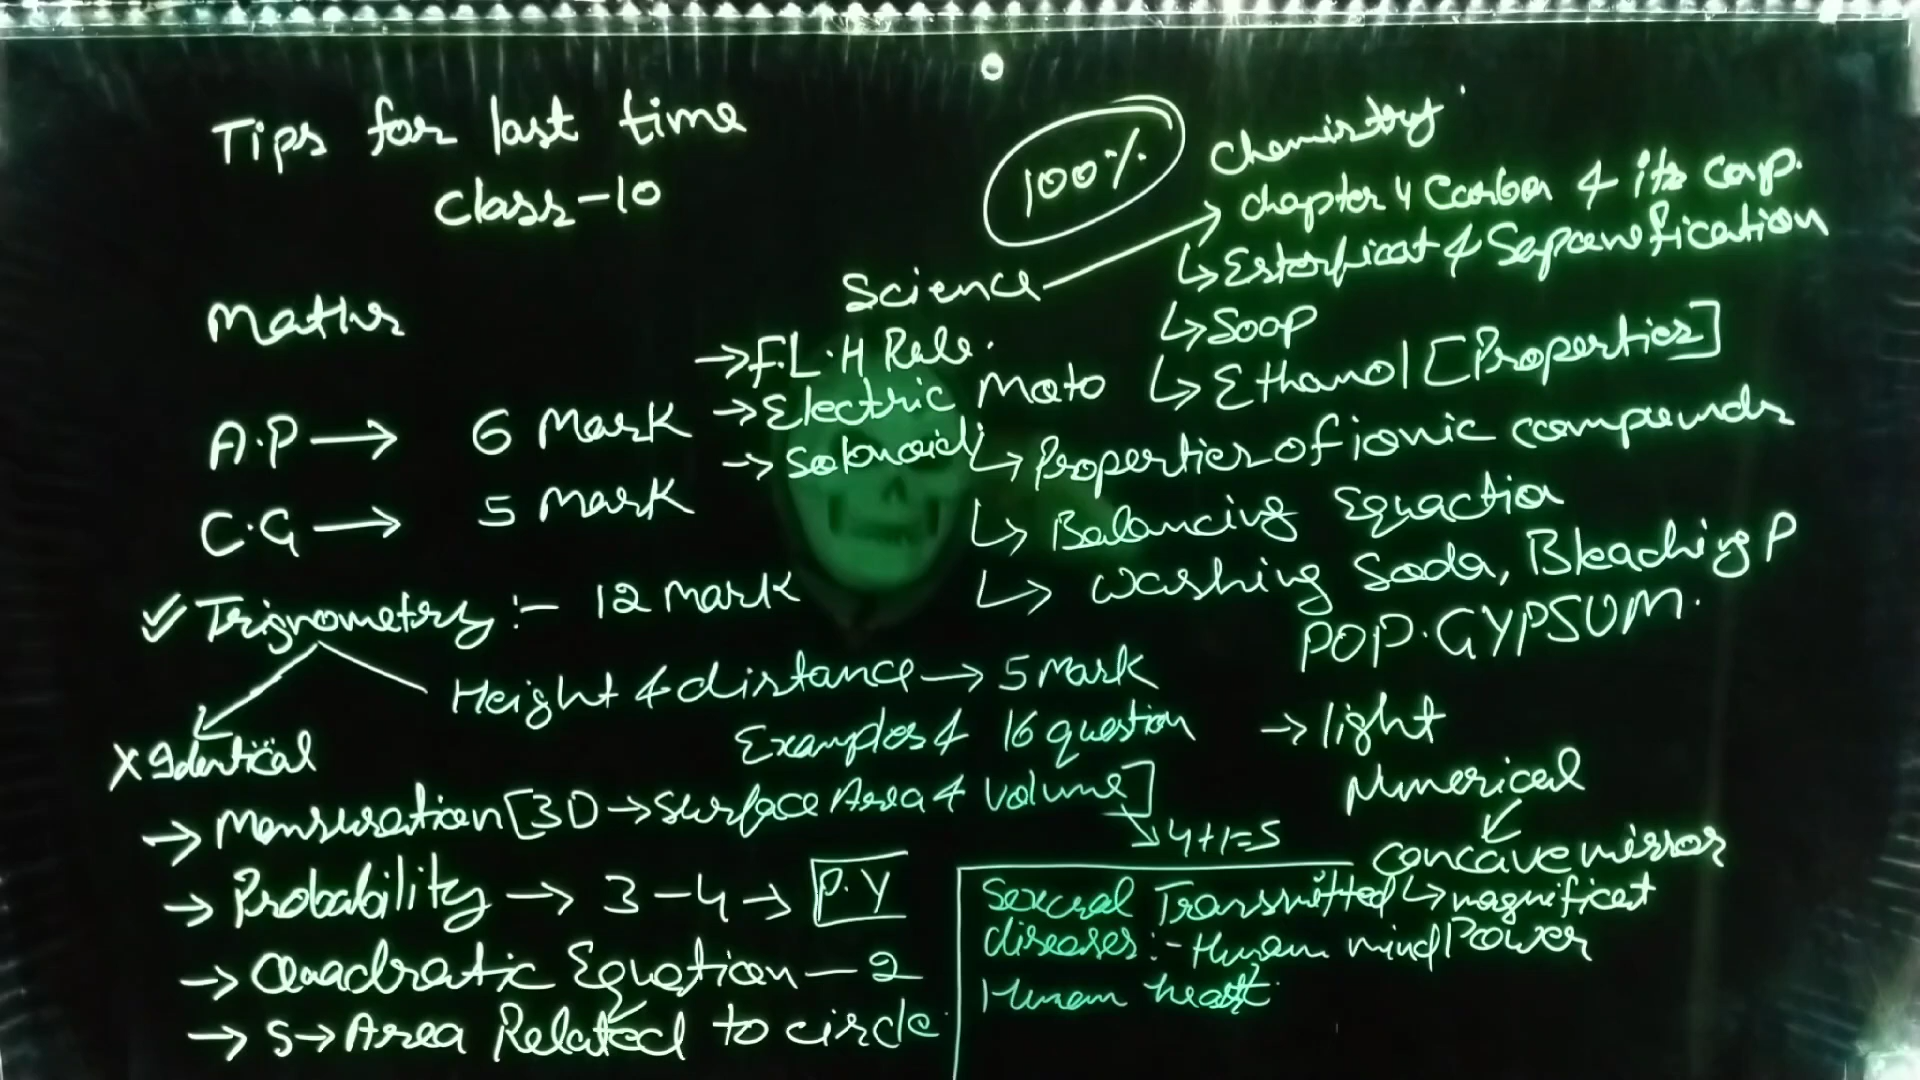 Tips for last time
class-10
Maths
A.P → 6 Mark
C.G → 5 Mark
✓ Trignometry :- 12 mark
Height & distance → 5 mark
Examples & 16 question
X Identical
→ Mensuration [3D → Surface Area & Volume]
→ 4+1=5
→ Probability → 3-4 → P.Y
→ Quadratic Equation - 2
→ 5 → Area Related to circle
100%
Science
→ F.L.H Rule.
→ Electric Moto
→ Solonoid
Chemistry
→ chapter 4 Carbon & its comp.
↳ Estorficat & Sapanification
↳ Soap
↳ Ethanol [Properties]
↳ Properties of ionic compounds
↳ Balancing Equaction
↳ Washing Soda, Bleaching P
POP. GYPSUM.
→ light
Numerical
Concave mirror
↳ magnificat
Power
Sexual Transmitted
diseases :- Human mind
Human heart